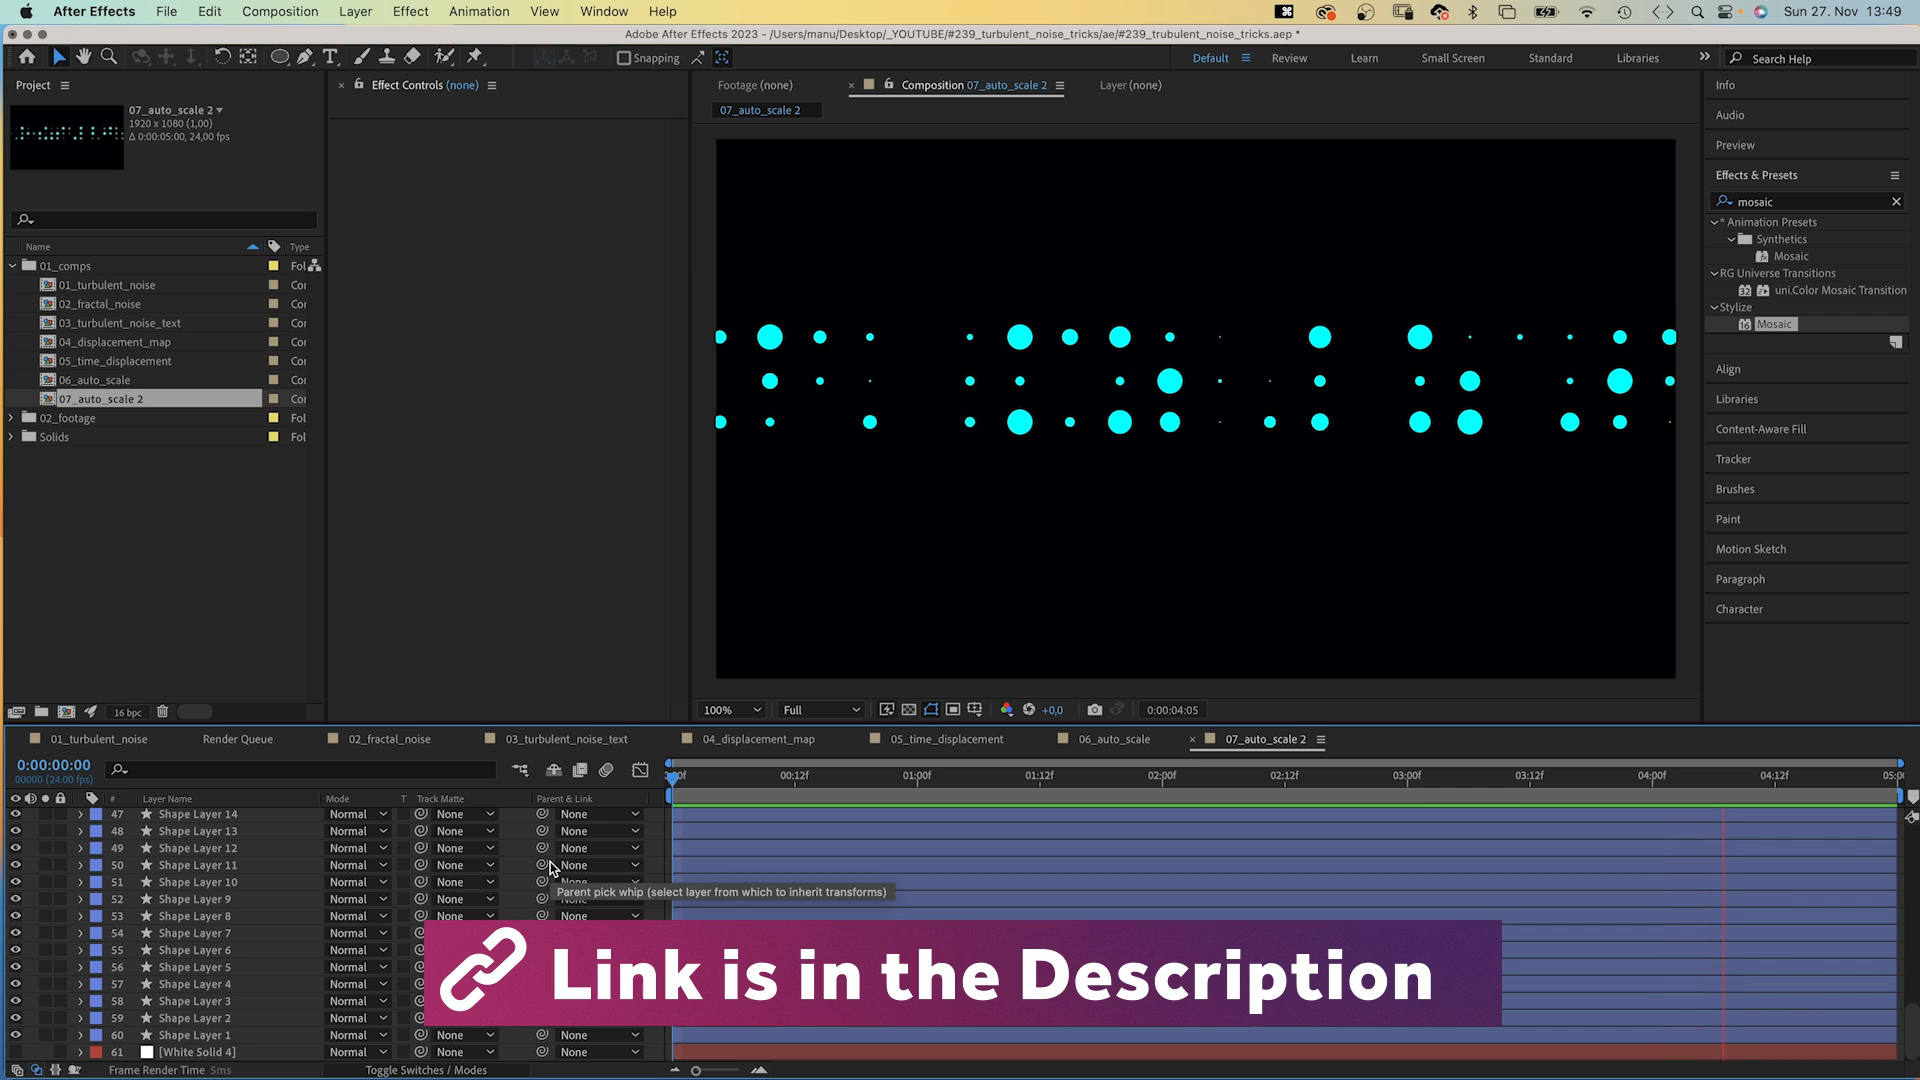 After Effects File Edit Composition Layer Effect Animation View Window Help Sun 27. Nov 13:49
Adobe After Effects 2023 - /Users/manu/Desktop/_YOUTUBE/#239_turbulent_noise_tricks/ae/#239_trubulent_noise_tricks.aep *
Snapping Default Review Learn Small Screen Standard Libraries Search Help
Project Effect Controls (none) Footage (none) Composition 07_auto_scale 2 Layer (none) Info
07_auto_scale 2
1920 x 1080 (1,00)
Δ 0:00:05:00, 24,00 fps
07_auto_scale 2
Audio
Preview
Effects & Presets
mosaic
* Animation Presets
Synthetics
Mosaic
RG Universe Transitions
32 uni.Color Mosaic Transition
Stylize
16 Mosaic
Align
Libraries
Content-Aware Fill
Tracker
Brushes
Paint
Motion Sketch
Paragraph
Character
Name Type
01_comps Fol
01_turbulent_noise Cor
02_fractal_noise Cor
03_turbulent_noise_text Cor
04_displacement_map Cor
05_time_displacement Cor
06_auto_scale Cor
07_auto_scale 2 Cor
02_footage Fol
Solids Fol
16 bpc
100% Full +0,0 0:00:04:05
01_turbulent_noise Render Queue 02_fractal_noise 03_turbulent_noise_text 04_displacement_map 05_time_displacement 06_auto_scale 07_auto_scale 2
0:00:00:00
00000 (24.00 fps)
00:12f 01:00f 01:12f 02:00f 02:12f 03:00f 03:12f 04:00f 04:12f
# Layer Name Mode T Track Matte Parent & Link
47 Shape Layer 14 Normal None None
48 Shape Layer 13 Normal None None
49 Shape Layer 12 Normal None None
50 Shape Layer 11 Normal None None
51 Shape Layer 10 Normal None None
Parent pick whip (select layer from which to inherit transforms)
52 Shape Layer 9 Normal None
53 Shape Layer 8 Normal None None
54 Shape Layer 7 Normal
55 Shape Layer 6 Normal
56 Shape Layer 5 Normal
57 Shape Layer 4 Normal
58 Shape Layer 3 Normal
59 Shape Layer 2 Normal
60 Shape Layer 1 Normal None None
61 [White Solid 4] Normal None None
Link is in the Description
Frame Render Time 5ms Toggle Switches / Modes